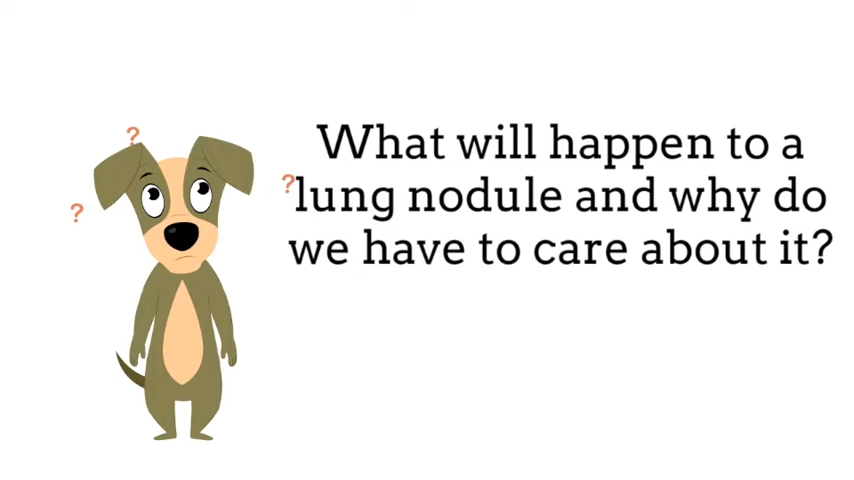 ?
?
?
What will happen to a
lung nodule and why do
we have to care about it?